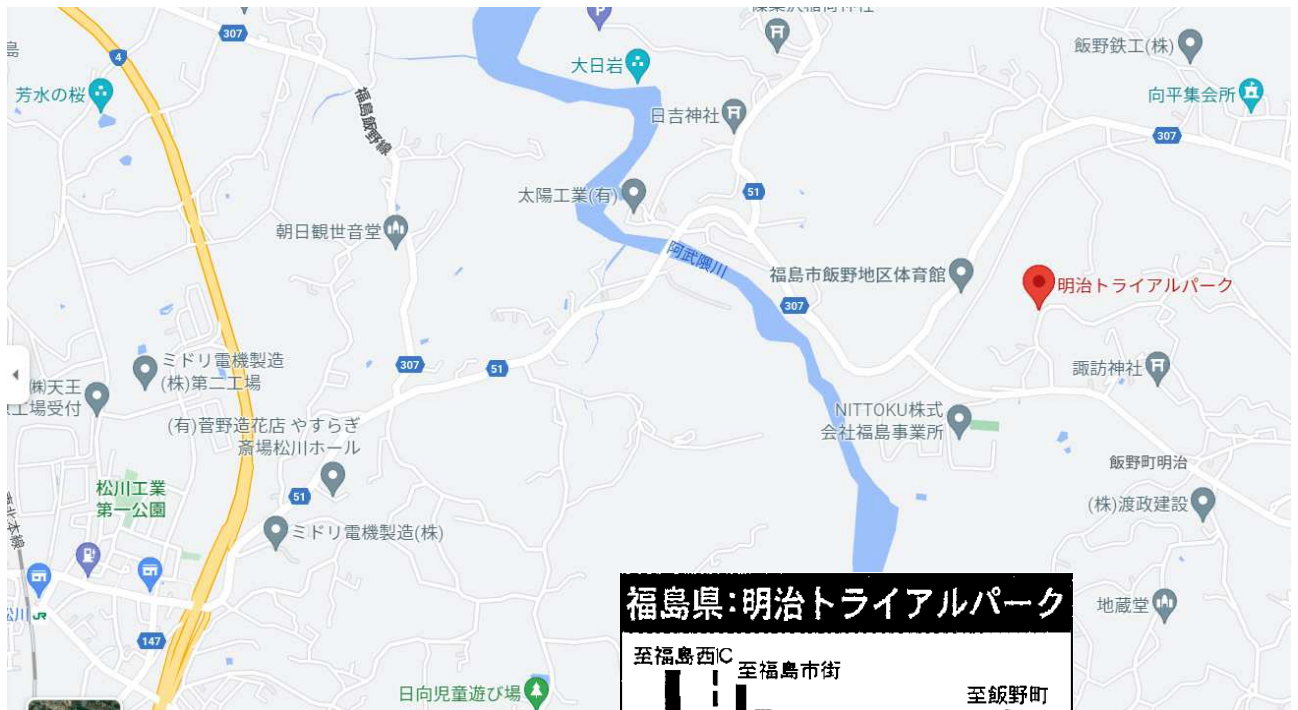 307
4
芳水の桜
福島飯野線
大日岩
飯野鉄工(株)
向平集会所
日吉神社
307
51
太陽工業(有)
朝日観世音堂
阿武隈川
福島市飯野地区体育館
明治トライアルパーク
307
ミドリ電機製造
(株)第二工場
307
51
諏訪神社
(株)天王
工場受付
(有)菅野造花店 やすらぎ
斎場松川ホール
NITTOKU株式
会社福島事業所
飯野町明治
松川工業
第一公園
51
(株)渡政建設
ミドリ電機製造(株)
東北本線
福島県:明治トライアルパーク
地蔵堂
松川 JR
147
至福島西IC
至福島市街
至飯野町
日向児童遊び場